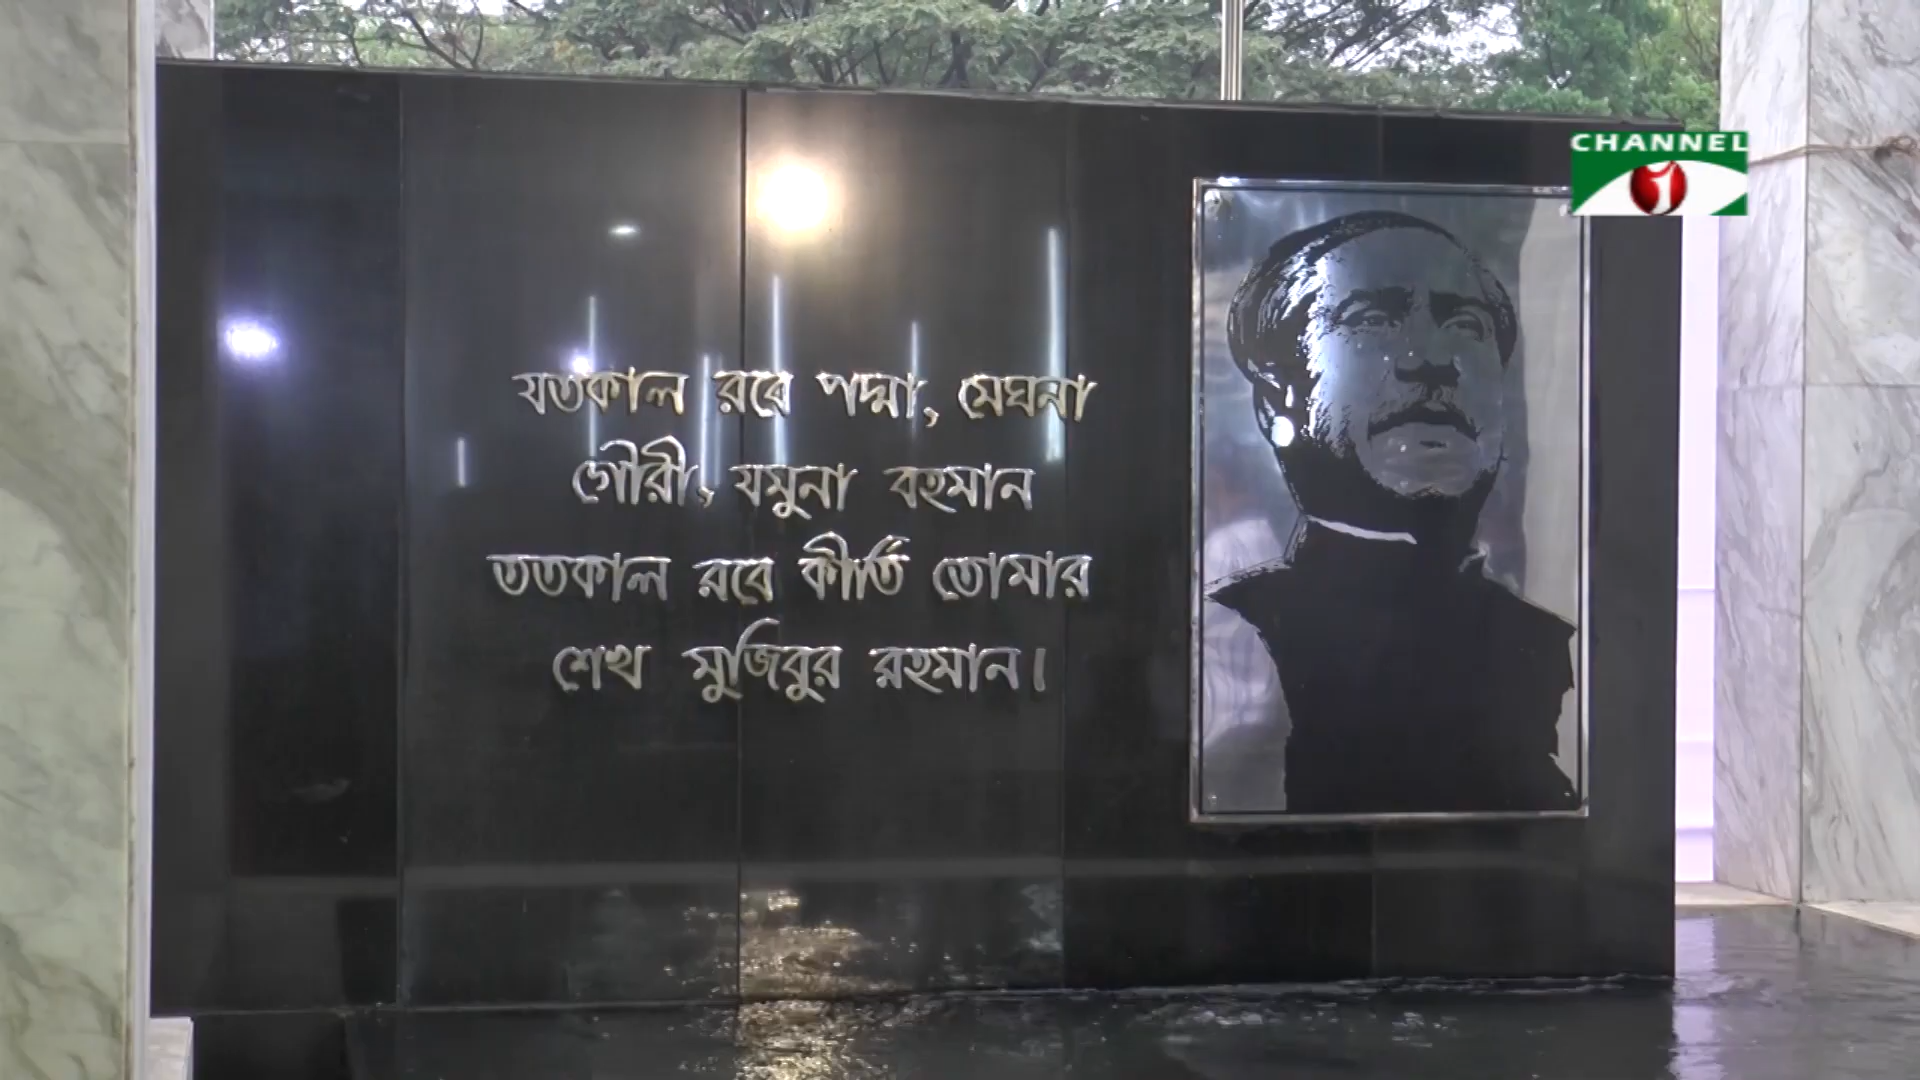 CHANNEL
যতকাল রবে পদ্মা, মেঘনা
গৌরী, যমুনা বহমান
ততকাল রবে কীর্তি তোমার
শেখ মুজিবুর রহমান।